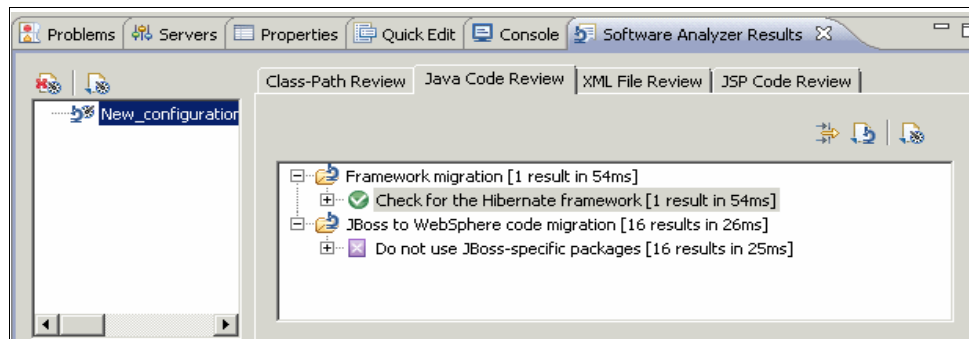 Problems Servers Properties Quick Edit Console Software Analyzer Results
Class-Path Review Java Code Review XML File Review JSP Code Review
New_configuration
Framework migration [1 result in 54ms]
Check for the Hibernate framework [1 result in 54ms]
JBoss to WebSphere code migration [16 results in 26ms]
Do not use JBoss-specific packages [16 results in 25ms]